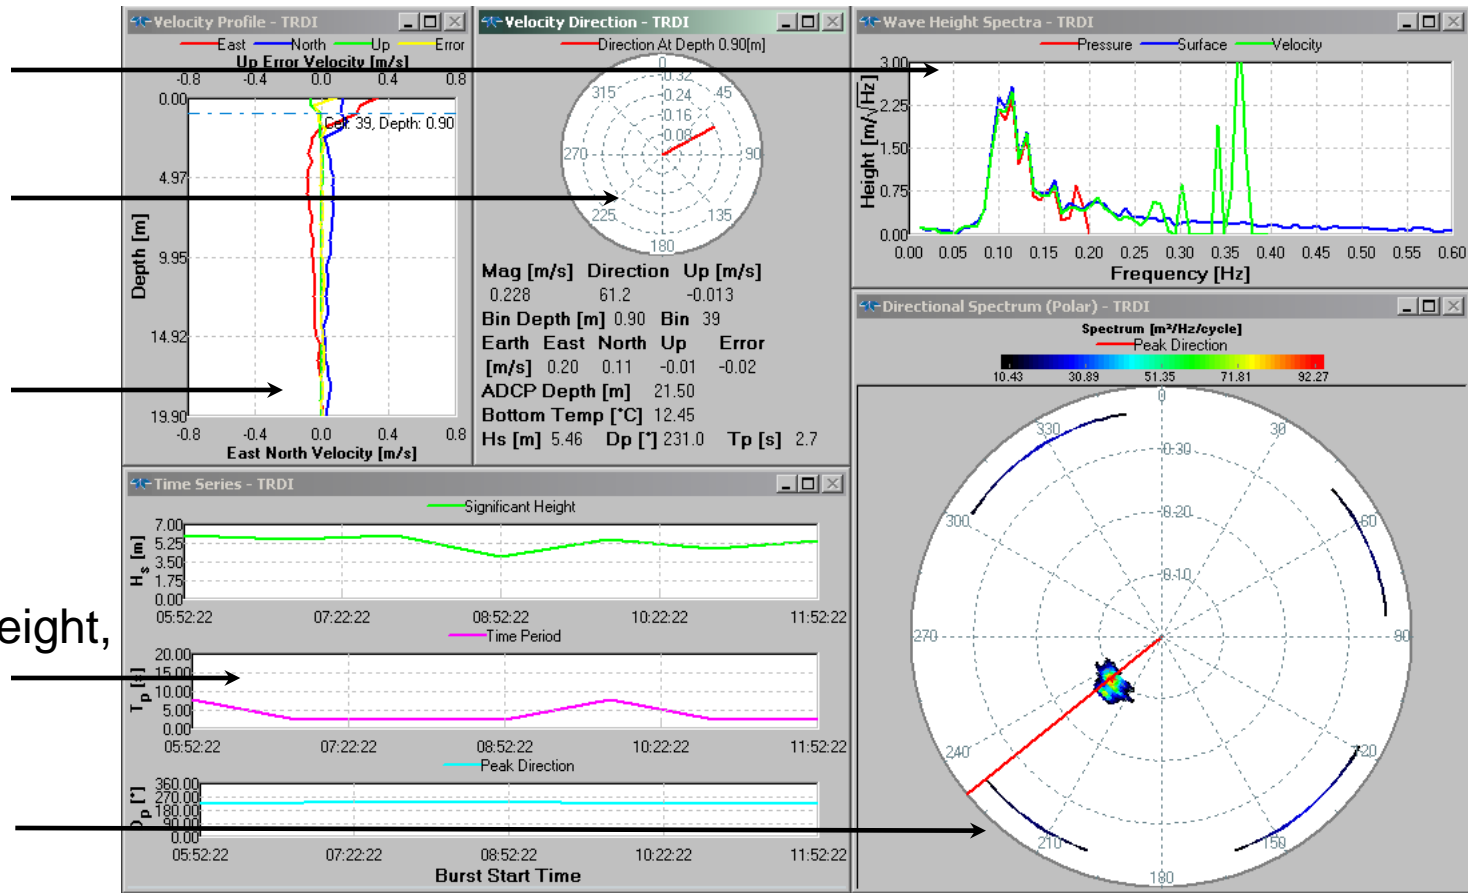 Velocity Profile - TRDI
East North Up Error
Up Error Velocity [m/s]
-0.8 -0.4 0.0 0.4 0.8
0.00
Cell: 39, Depth: 0.90
4.97
9.95
14.92
19.90
Depth [m]
-0.8 -0.4 0.0 0.4 0.8
East North Velocity [m/s]
Velocity Direction - TRDI
Direction At Depth 0.90[m]
0
0.32
315 0.24 45
0.16
0.08
270 90
225 135
180
Mag [m/s] Direction Up [m/s]
0.228 61.2 -0.013
Bin Depth [m] 0.90 Bin 39
Earth East North Up Error
[m/s] 0.20 0.11 -0.01 -0.02
ADCP Depth [m] 21.50
Bottom Temp [°C] 12.45
Hs [m] 5.46 Dp [°] 231.0 Tp [s] 2.7
Wave Height Spectra - TRDI
Pressure Surface Velocity
3.00
2.25
1.50
0.75
0.00
Height [m/√Hz]
0.00 0.05 0.10 0.15 0.20 0.25 0.30 0.35 0.40 0.45 0.50 0.55 0.60
Frequency [Hz]
Directional Spectrum (Polar) - TRDI
Spectrum [m²/Hz/cycle]
Peak Direction
10.43 30.89 51.35 71.81 92.27
0
330 30
0.30
300 60
0.20
0.10
270 90
240 120
210 150
180
Time Series - TRDI
Significant Height
7.00
5.25
3.50
1.75
0.00
Hs [m]
05:52:22 07:22:22 08:52:22 10:22:22 11:52:22
eight,
Time Period
20.00
15.00
10.00
5.00
0.00
Tp [s]
05:52:22 07:22:22 08:52:22 10:22:22 11:52:22
Peak Direction
360.00
270.00
180.00
90.00
0.00
Dp [°]
05:52:22 07:22:22 08:52:22 10:22:22 11:52:22
Burst Start Time